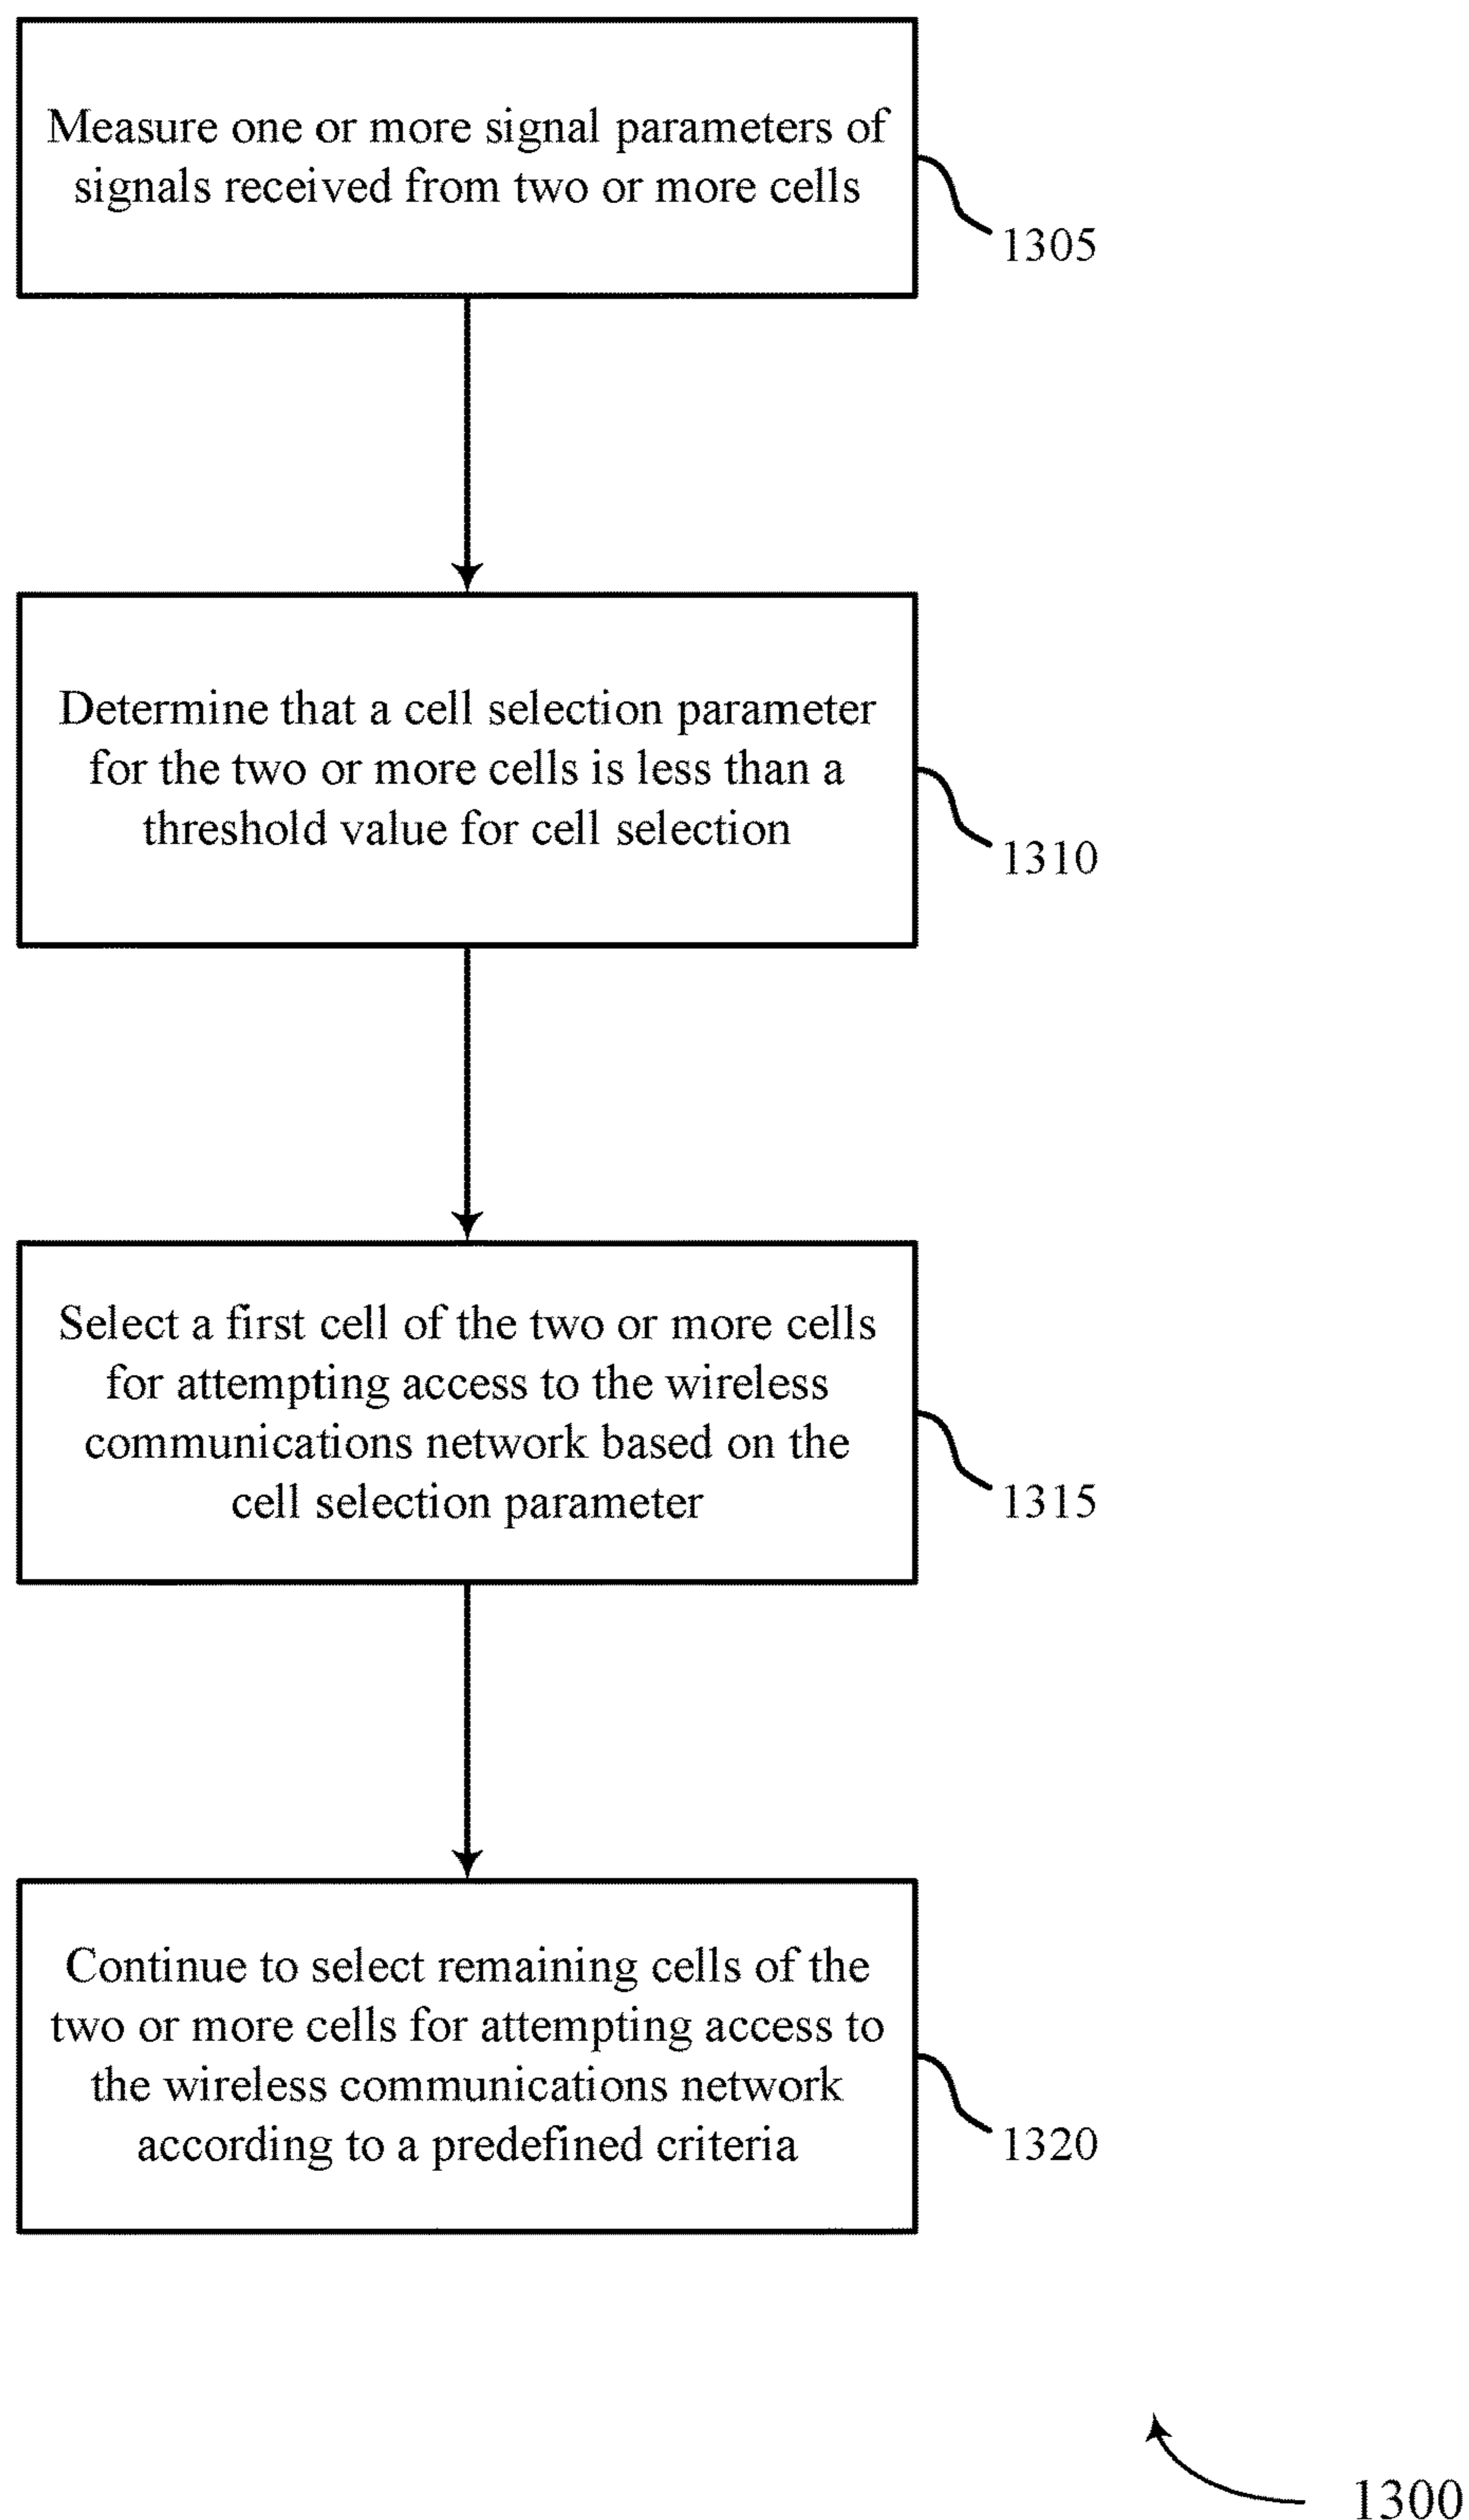 Measure one or more signal parameters of
signals received from two or more cells
1305
Determine that a cell selection parameter
for the two or more cells is less than a
threshold value for cell selection
1310
Select a first cell of the two or more cells
for attempting access to the wireless
communications network based on the
cell selection parameter
1315
Continue to select remaining cells of the
two or more cells for attempting access to
the wireless communications network
according to a predefined criteria
1320
1300